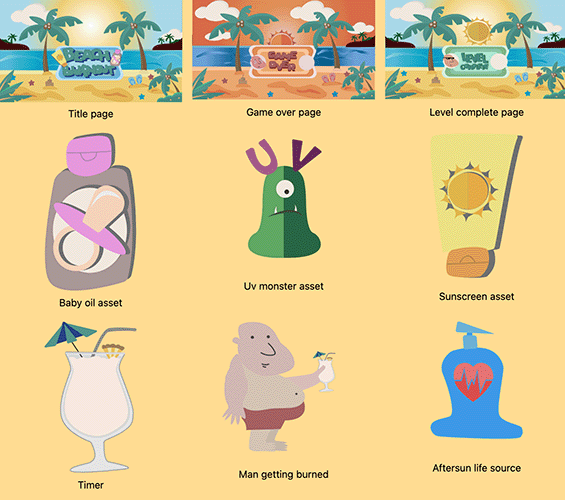 BEACH
BURNOUT
GAME
OVER
LEVEL
COMPLETE
Title page
Game over page
Level complete page
UV
Baby oil asset
Uv monster asset
Sunscreen asset
Timer
Man getting burned
Aftersun life source